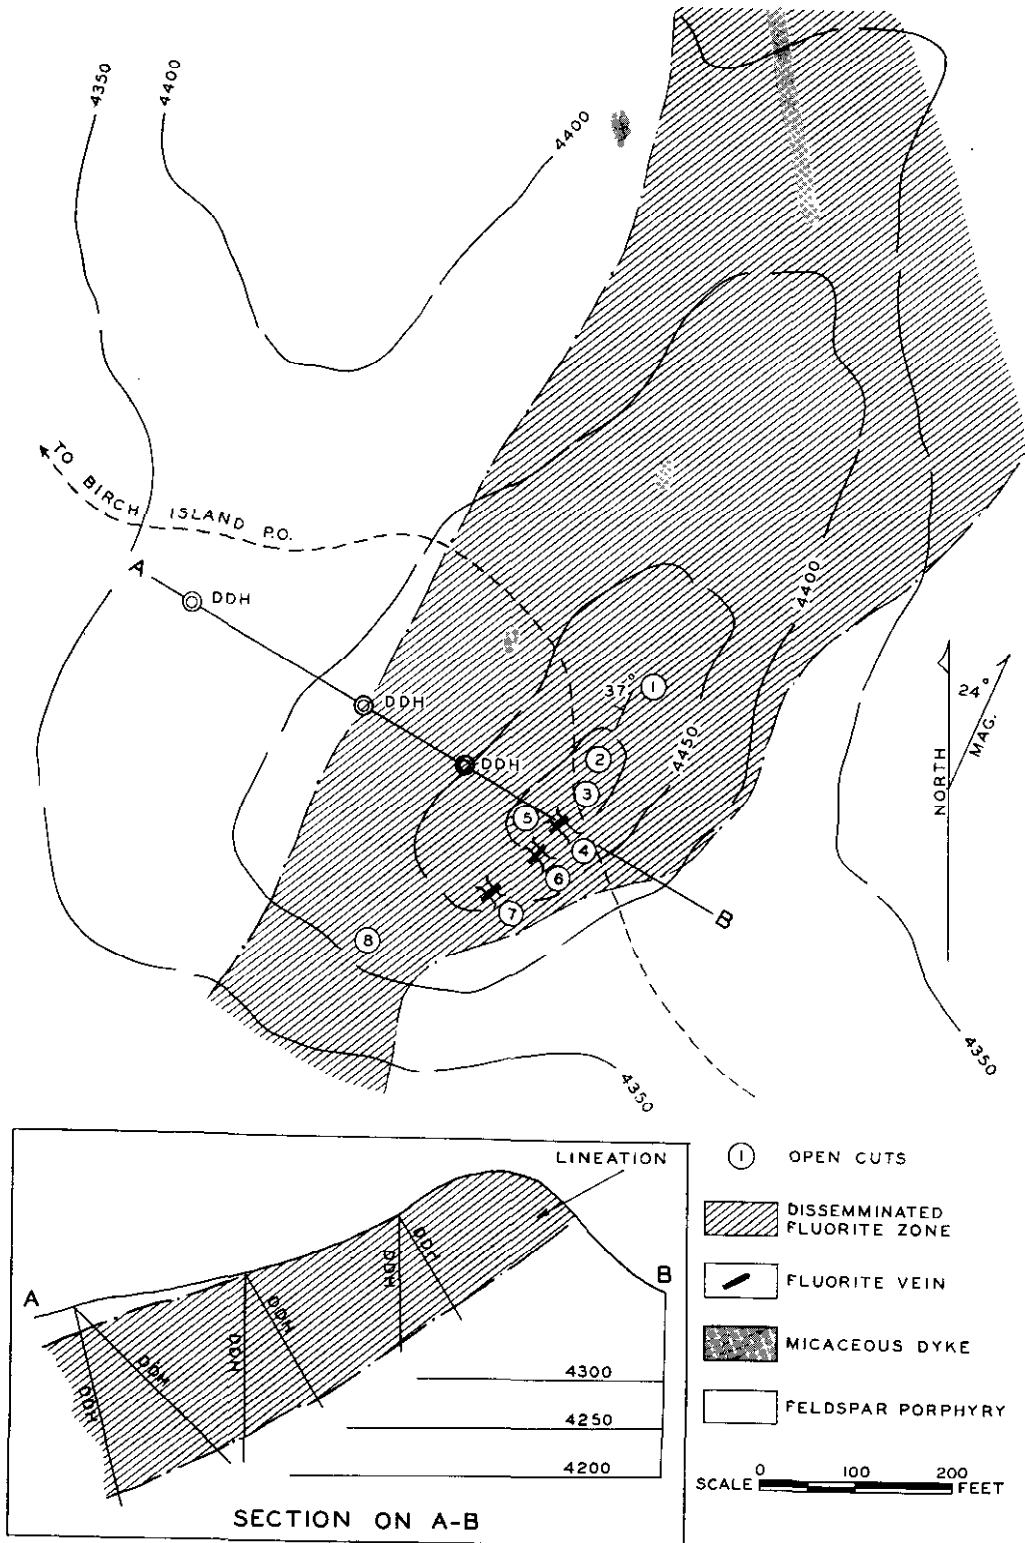 4350
4400
4400
TO BIRCH ISLAND P.O.
A
DDH
DDH
DDH
37°
1
2
3
4
5
6
7
8
B
4400
4450
4350
4350
NORTH
24°
MAG.
LINEATION
A
B
DDH
DDH
DDH
DDH
DDH
DDH
4300
4250
4200
SECTION ON A-B
1 OPEN CUTS
DISSEMMINATED
FLUORITE ZONE
FLUORITE VEIN
MICACEOUS DYKE
FELDSPAR PORPHYRY
0 100 200
SCALE FEET